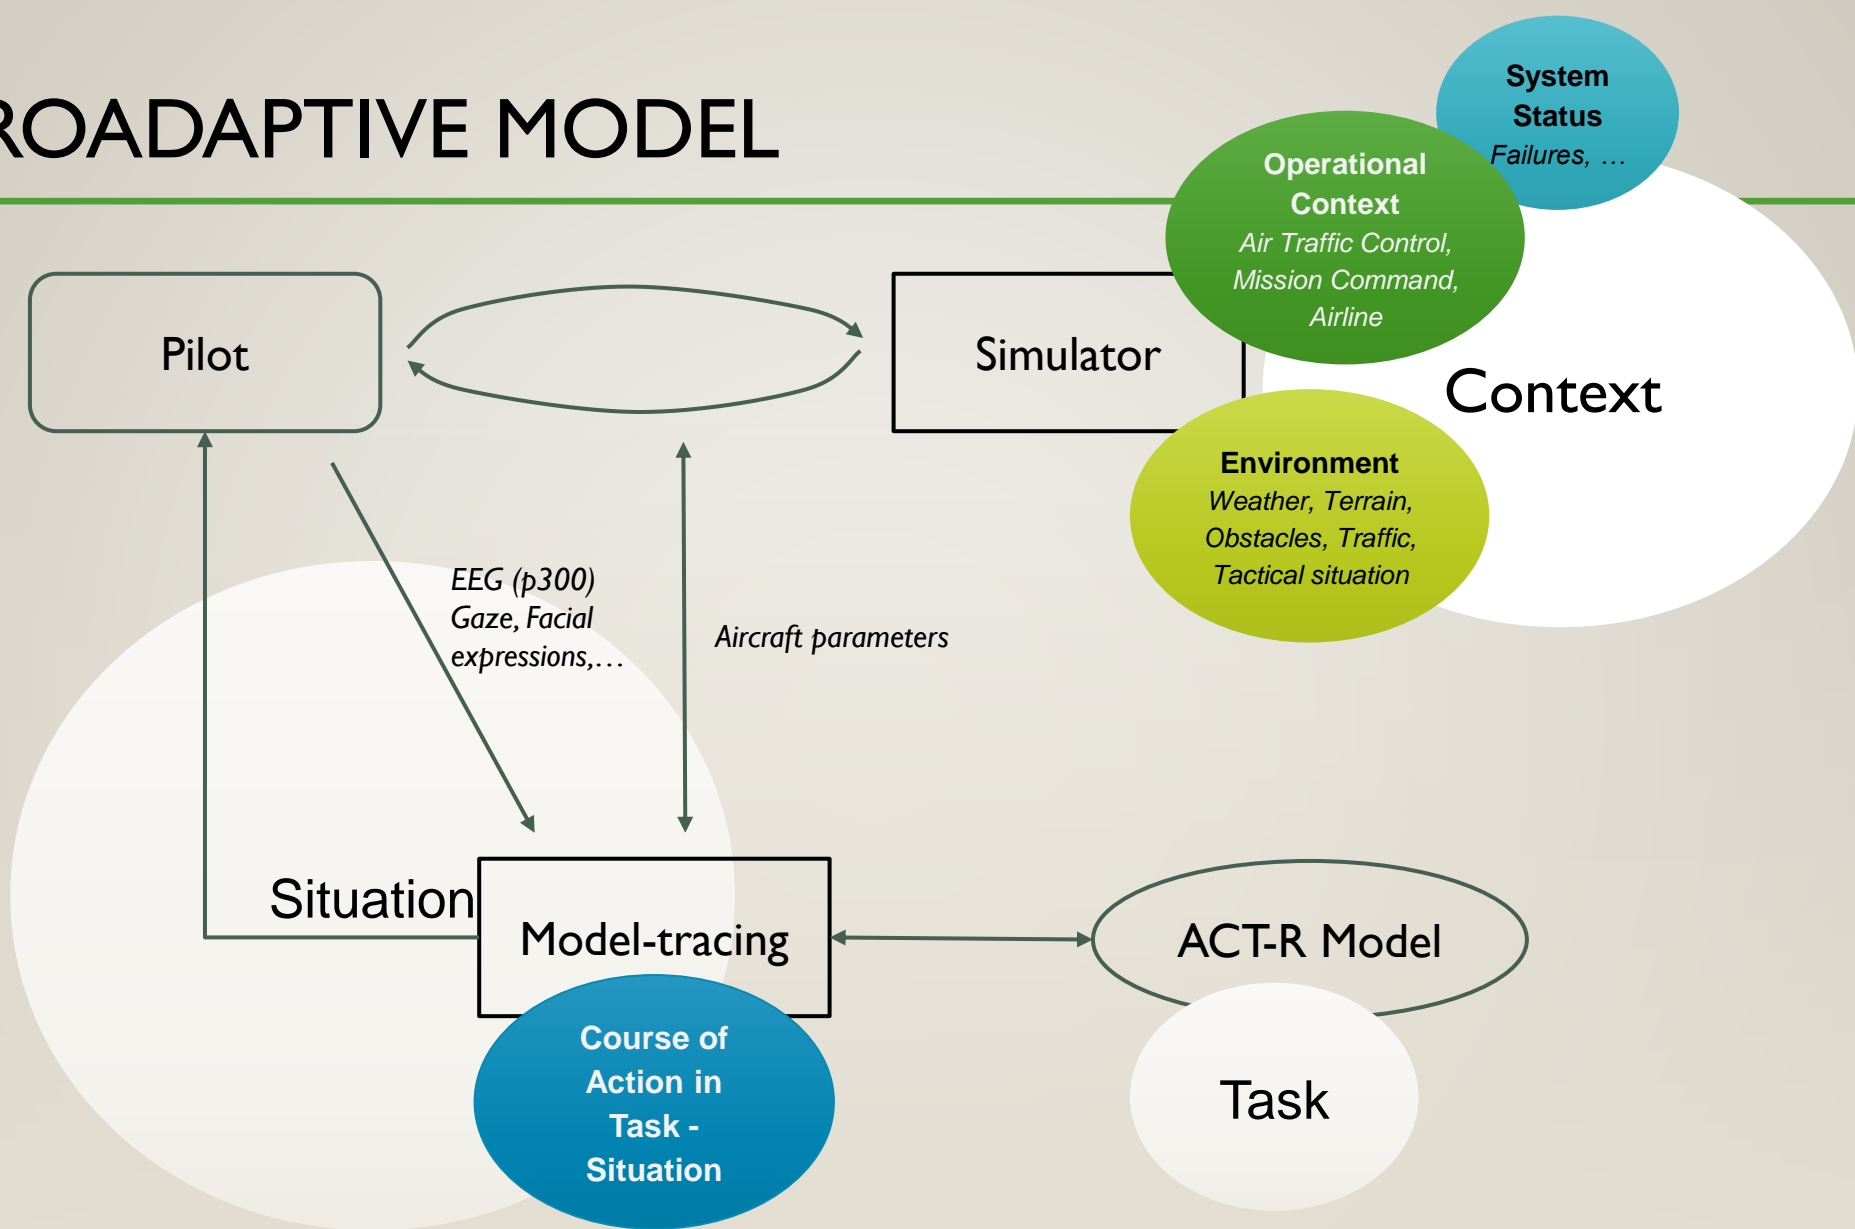 ROADAPTIVE MODEL
System
Status
Failures, …
Operational
Context
Air Traffic Control,
Mission Command,
Airline
Pilot
Simulator
Context
Environment
Weather, Terrain,
Obstacles, Traffic,
Tactical situation
EEG (p300)
Gaze, Facial
expressions,…
Aircraft parameters
Situation
Model-tracing
ACT-R Model
Course of
Action in
Task -
Situation
Task